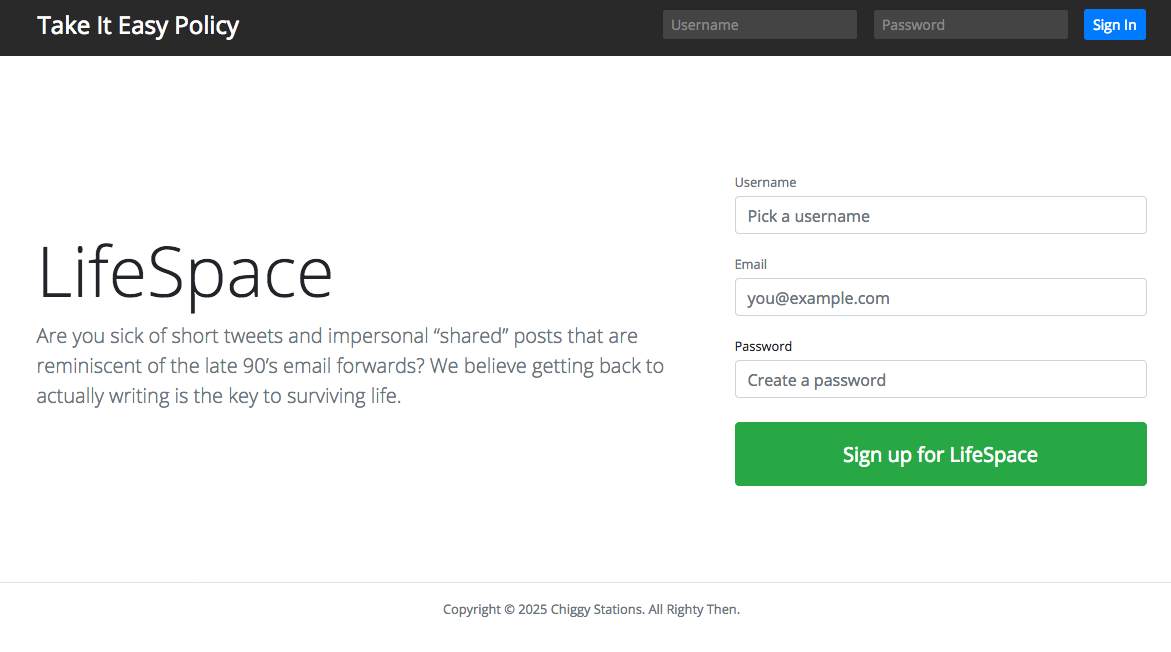 Take It Easy Policy
Username
Password
Sign In
LifeSpace
Are you sick of short tweets and impersonal “shared” posts that are
reminiscent of the late 90’s email forwards? We believe getting back to
actually writing is the key to surviving life.
Username
Pick a username
Email
you@example.com
Password
Create a password
Sign up for LifeSpace
Copyright © 2025 Chiggy Stations. All Righty Then.